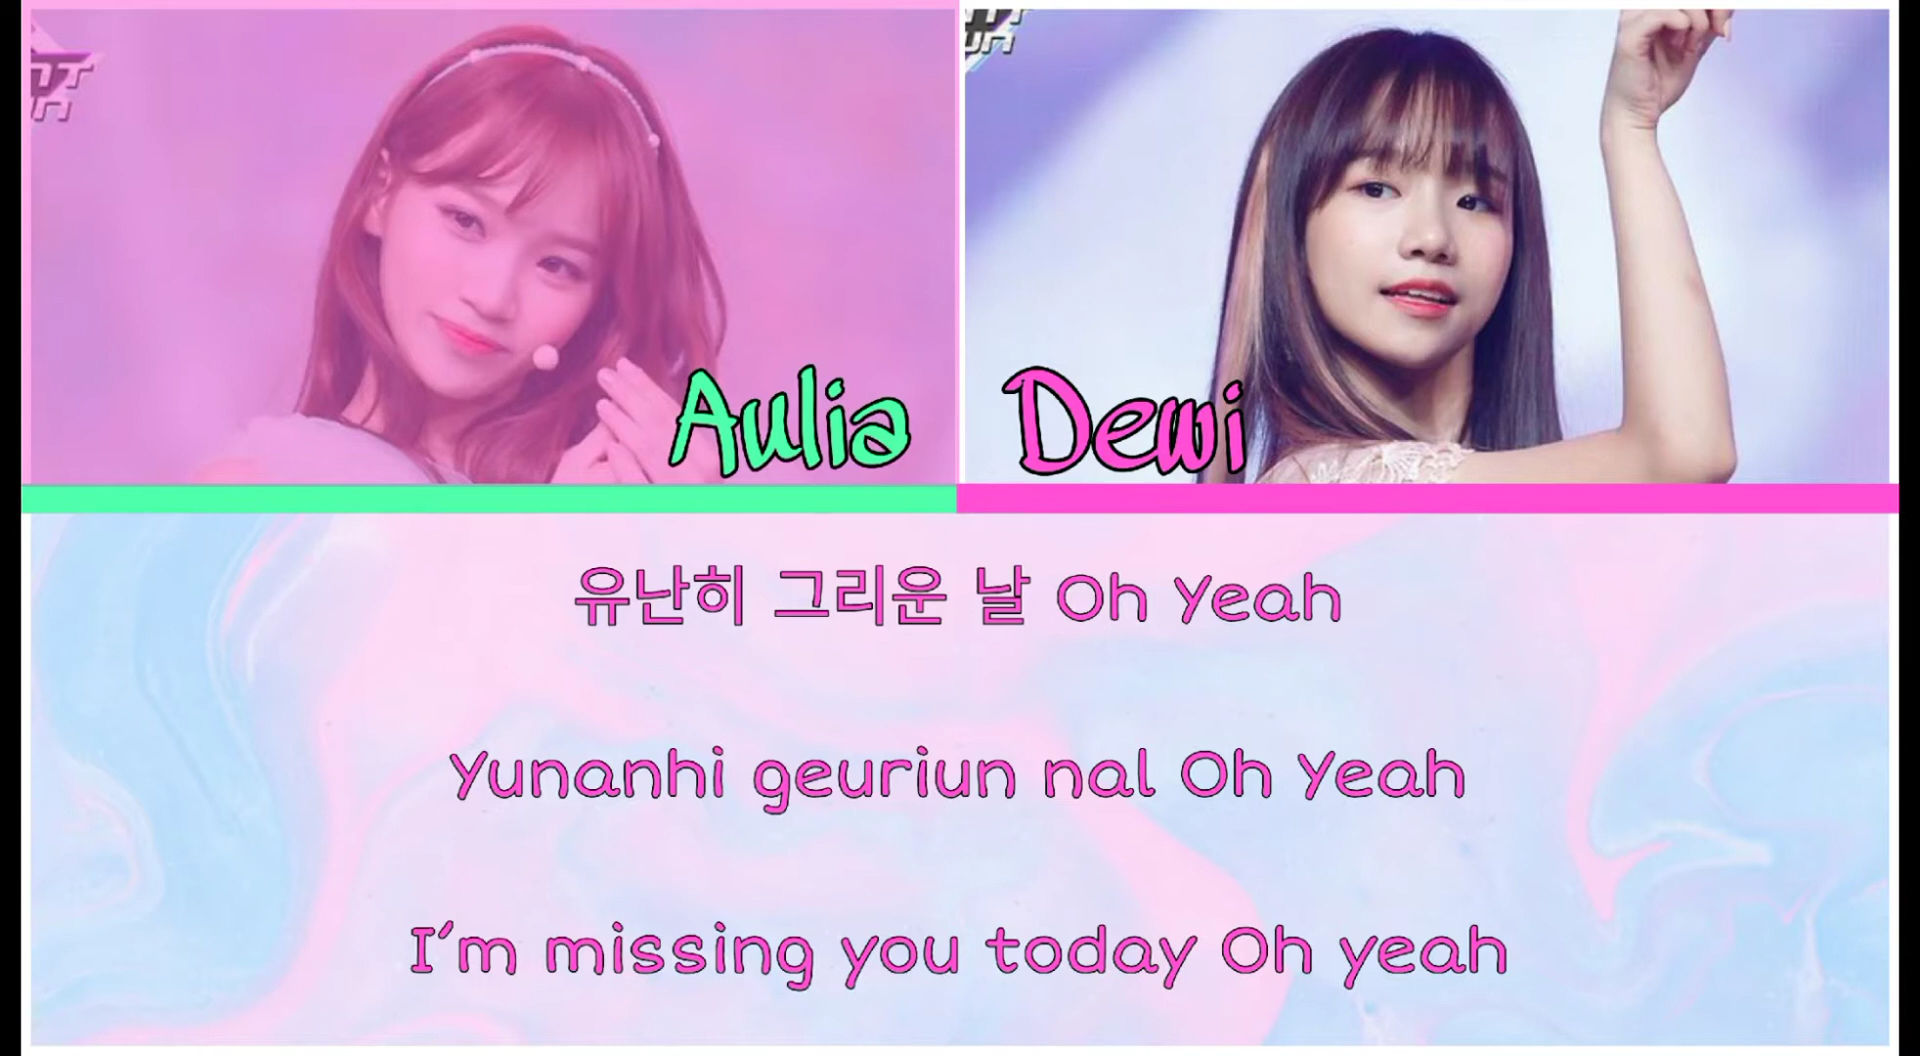 Aulia
Dewi
유난히 그리운 날 Oh Yeah
Yunanhi geuriun nal Oh Yeah
I'm missing you today Oh yeah